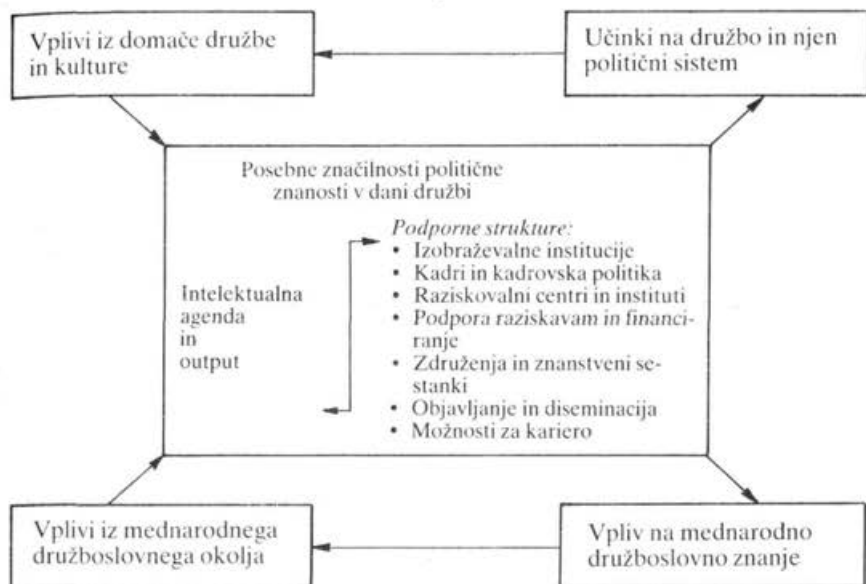 Vplivi iz domače družbe
in kulture
Učinki na družbo in njen
politični sistem
Posebne značilnosti politične
znanosti v dani družbi
Intelektualna
agenda
in
output
Podporne strukture:
• Izobraževalne institucije
• Kadri in kadrovska politika
• Raziskovalni centri in instituti
• Podpora raziskavam in financi-
ranje
• Združenja in znanstveni se-
stanki
• Objavljanje in diseminacija
• Možnosti za kariero
Vplivi iz mednarodnega
družboslovnega okolja
Vpliv na mednarodno
družboslovno znanje